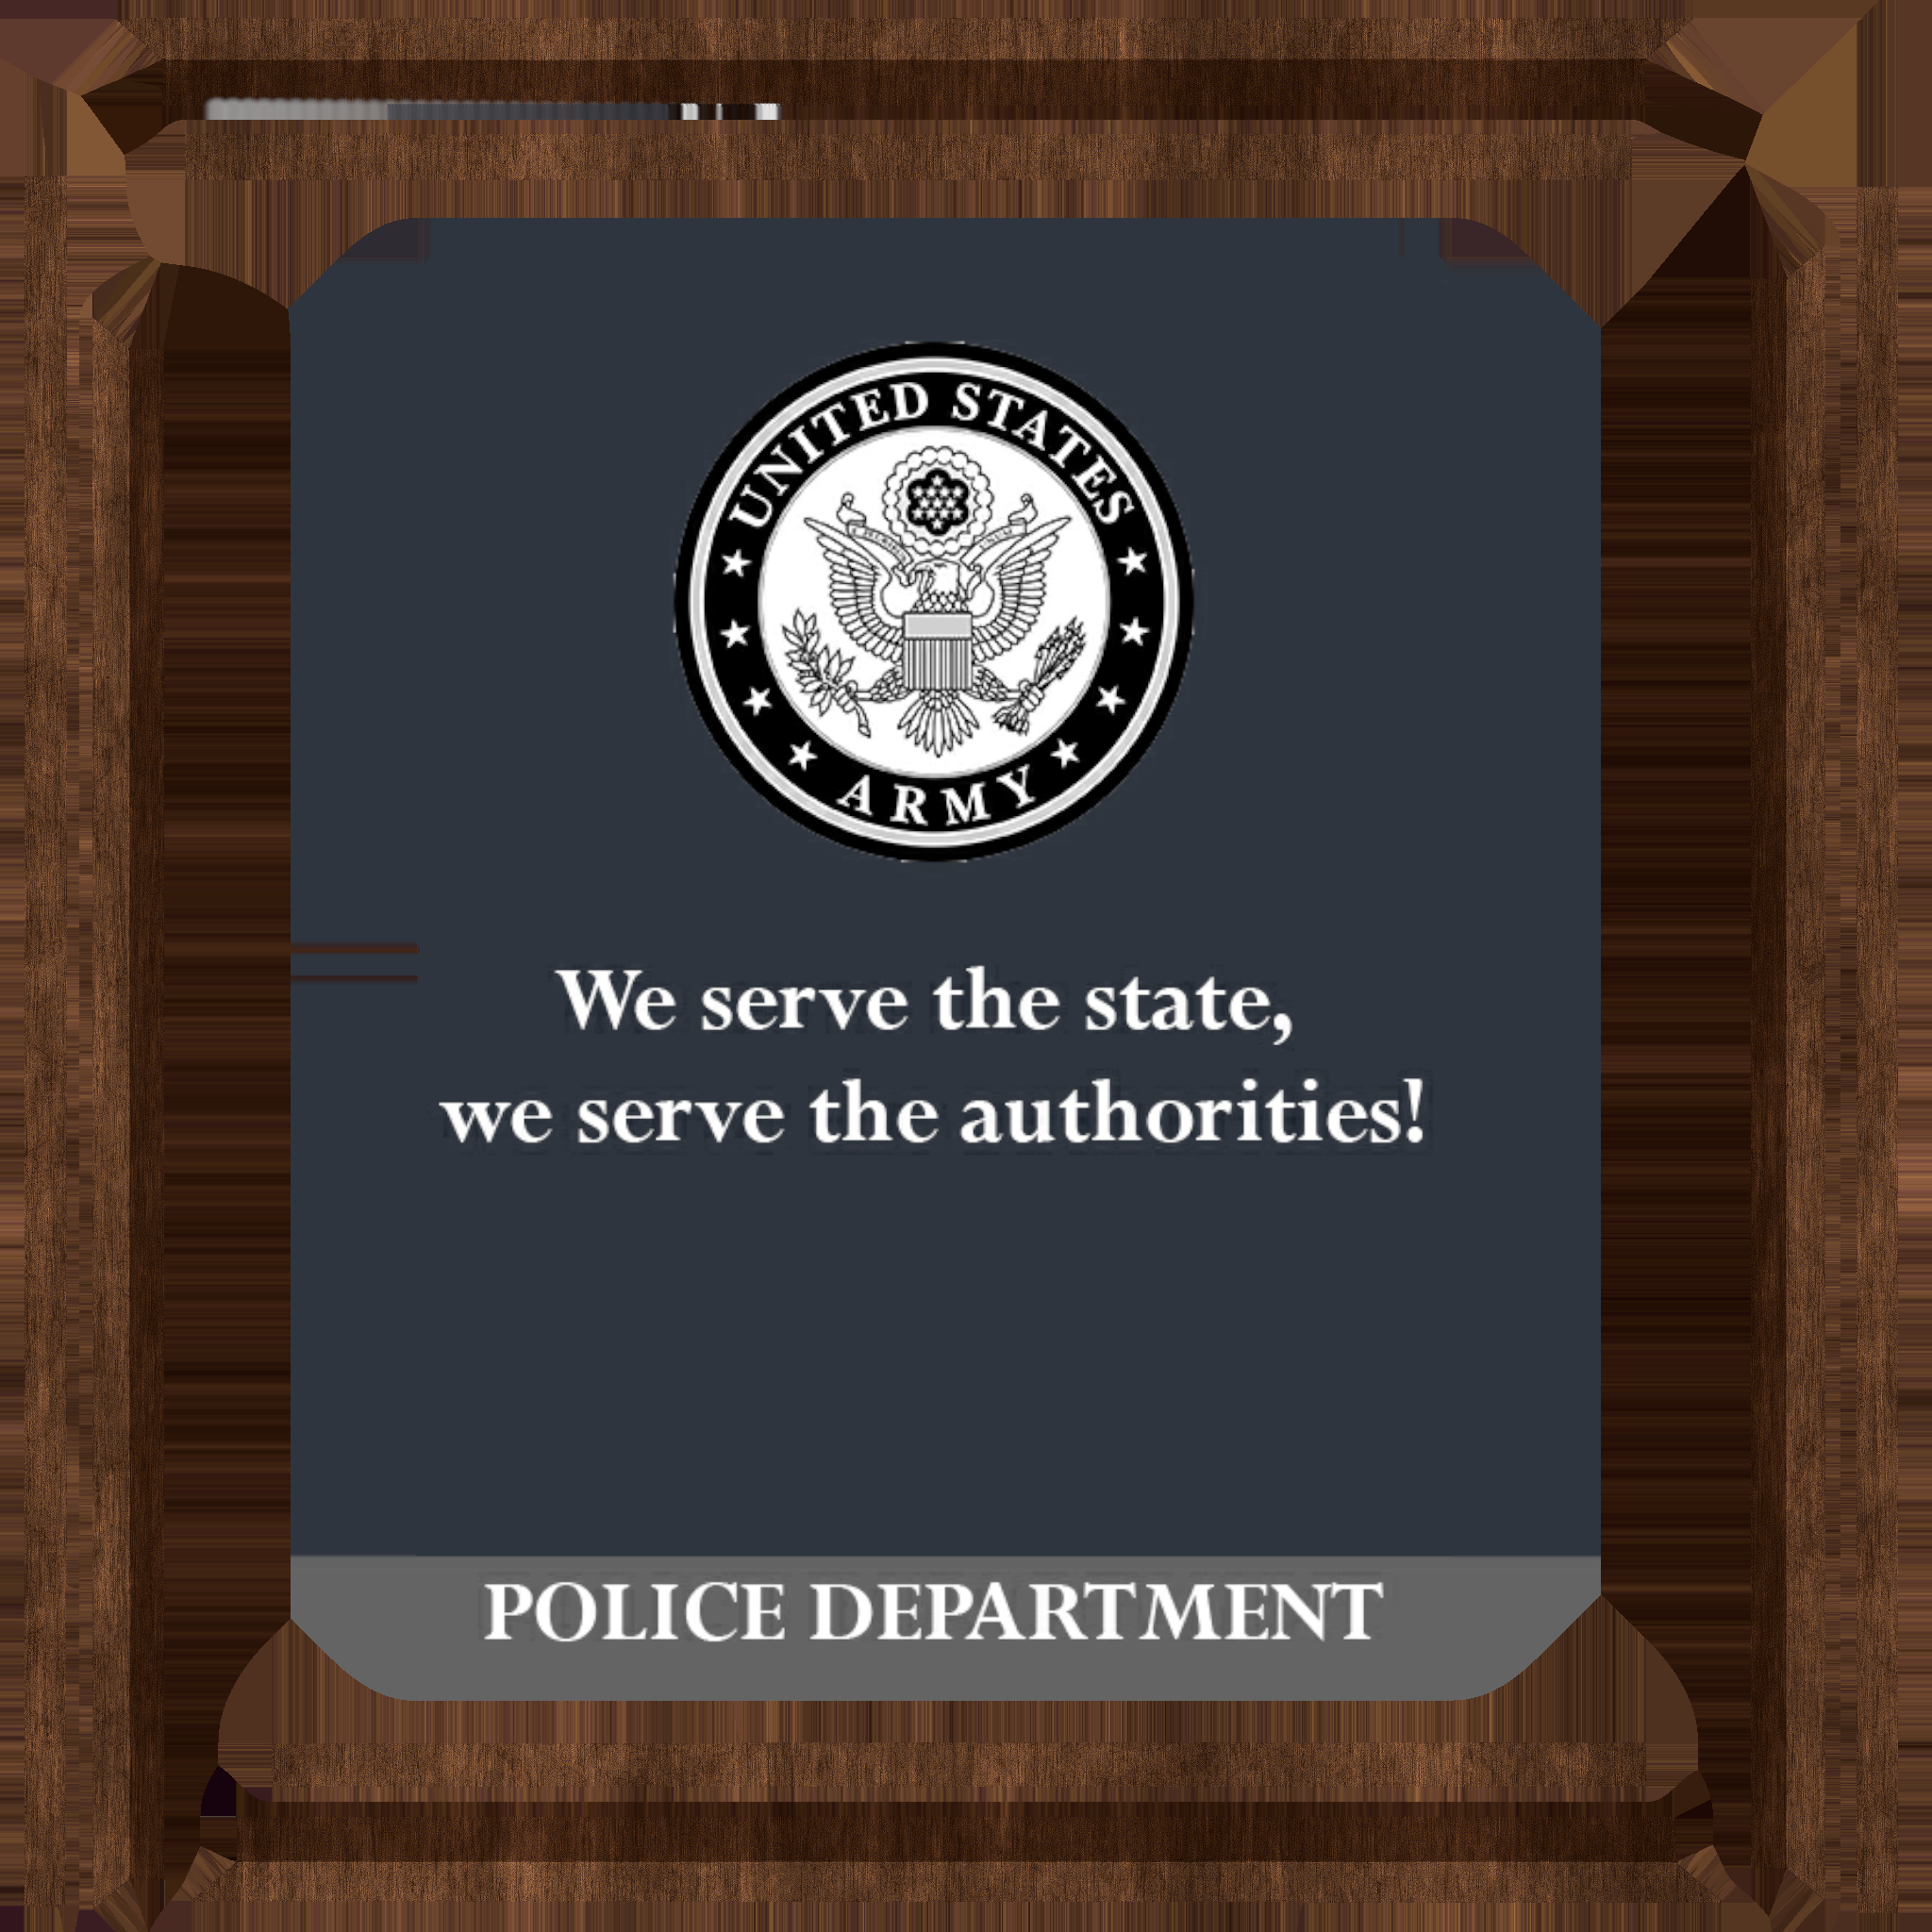 UNITED STATES
ARMY
We serve the state,
we serve the authorities!
POLICE DEPARTMENT